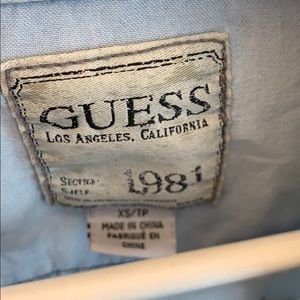 GUESS
LOS ANGELES, CALIFORNIA
1981
XS/TP
MADE IN CHINA
FABRIQUÉ EN
CHINE